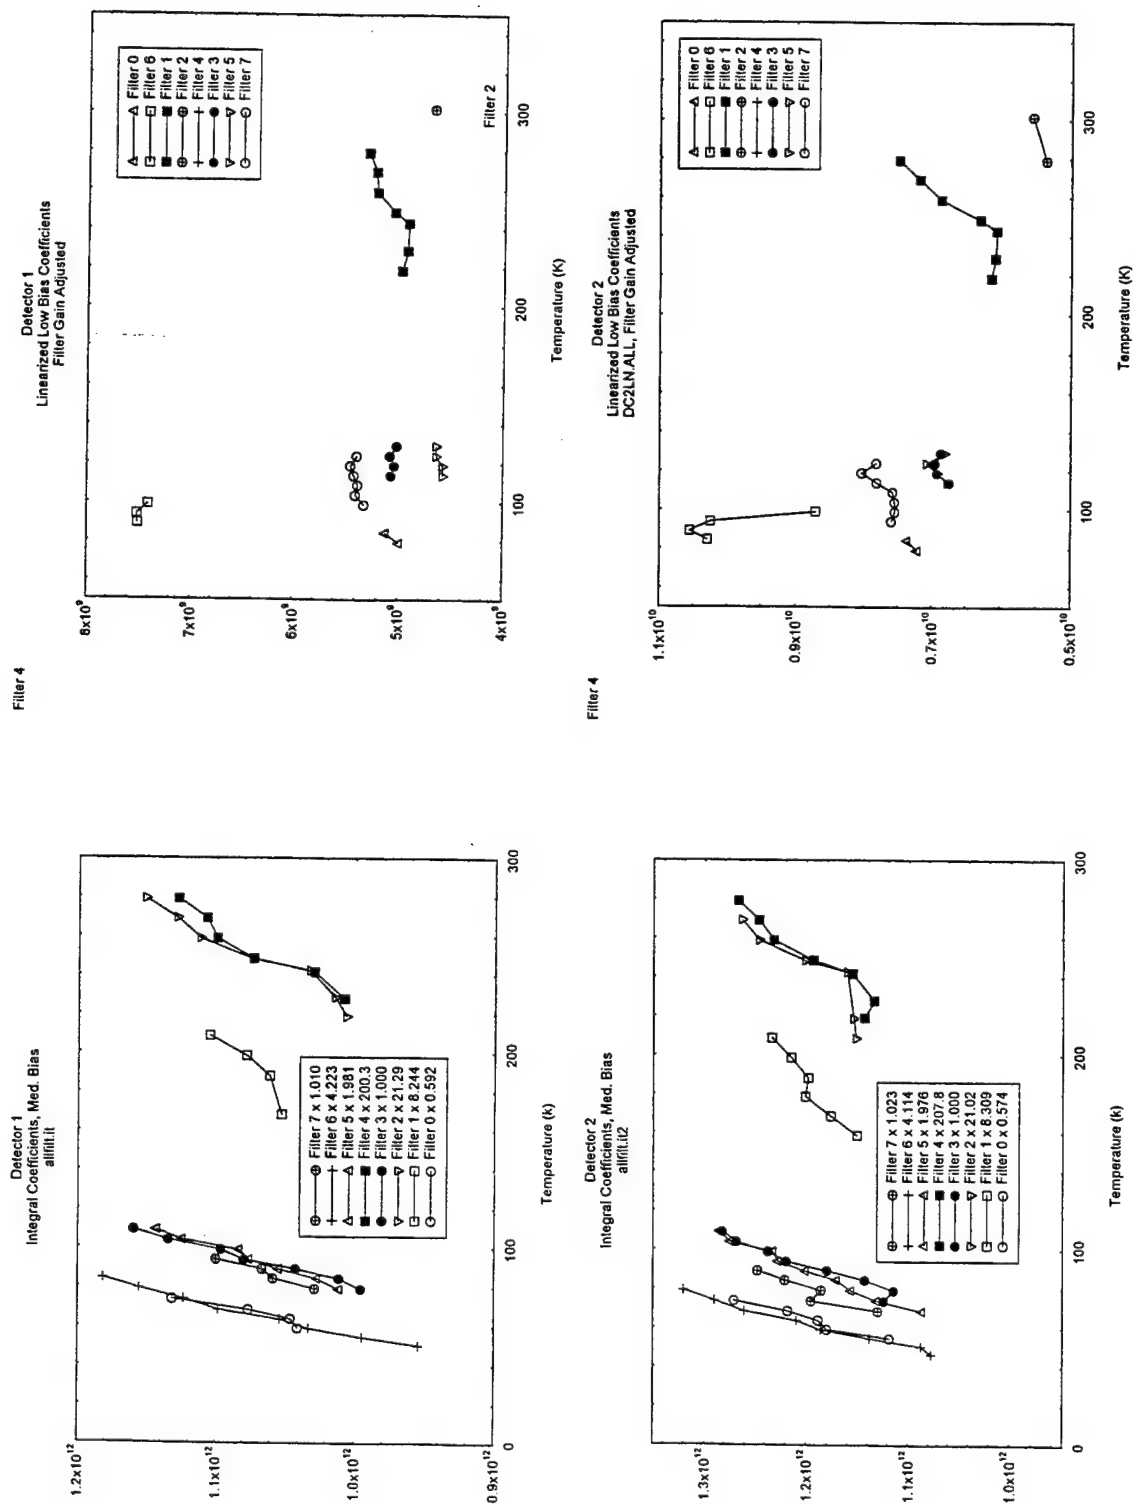 Detector 1
Integral Coefficients, Med. Bias
allfilt.it
1.2x10¹²
1.1x10¹²
1.0x10¹²
0.9x10¹²
0
100
200
300
Temperature (k)
Filter 7 x 1.010
Filter 6 x 4.223
Filter 5 x 1.981
Filter 4 x 200.3
Filter 3 x 1.000
Filter 2 x 21.29
Filter 1 x 8.244
Filter 0 x 0.592
Filter 4
Detector 1
Linearized Low Bias Coefficients
Filter Gain Adjusted
8x10⁹
7x10⁹
6x10⁹
5x10⁹
4x10⁹
100
200
300
Temperature (K)
Filter 0
Filter 6
Filter 1
Filter 2
Filter 4
Filter 3
Filter 5
Filter 7
Filter 2
Detector 2
Integral Coefficients, Med. Bias
allfilt.it2
1.3x10¹²
1.2x10¹²
1.1x10¹²
1.0x10¹²
0
100
200
300
Temperature (k)
Filter 7 x 1.023
Filter 6 x 4.114
Filter 5 x 1.976
Filter 4 x 207.8
Filter 3 x 1.000
Filter 2 x 21.02
Filter 1 x 8.309
Filter 0 x 0.574
Filter 4
Detector 2
Linearized Low Bias Coefficients
DC2LN.ALL, Filter Gain Adjusted
1.1x10¹⁰
0.9x10¹⁰
0.7x10¹⁰
0.5x10¹⁰
100
200
300
Temperature (K)
Filter 0
Filter 6
Filter 1
Filter 2
Filter 4
Filter 3
Filter 5
Filter 7